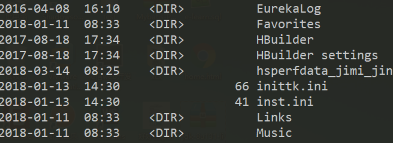 2016-04-08  16:10    <DIR>          EurekaLog
2018-01-11  08:33    <DIR>          Favorites
2017-08-18  17:34    <DIR>          HBuilder
2017-08-18  17:34    <DIR>          HBuilder settings
2018-03-14  08:25    <DIR>          hsperfdata_jimi_jin
2018-01-13  14:30                66 inittk.ini
2018-01-13  14:30                41 inst.ini
2018-01-11  08:33    <DIR>          Links
2018-01-11  08:33    <DIR>          Music